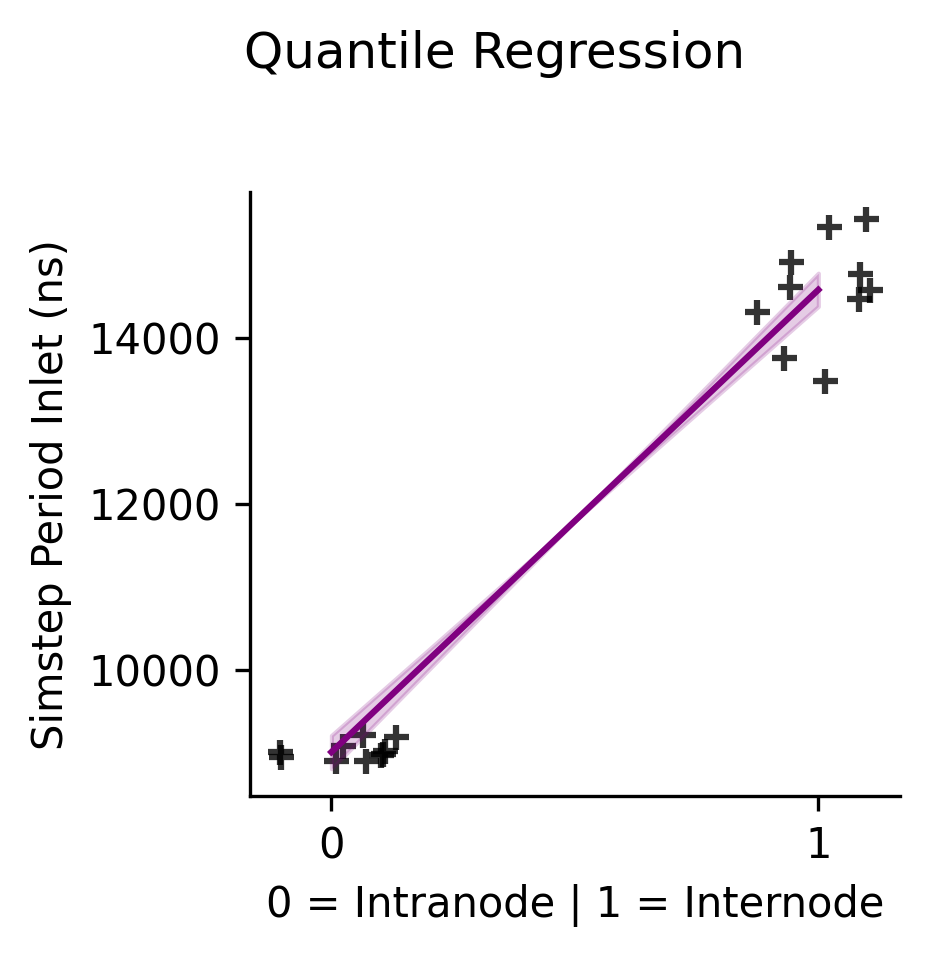 Quantile Regression
Simstep Period Inlet (ns)
14000
12000
10000
0
1
0 = Intranode | 1 = Internode